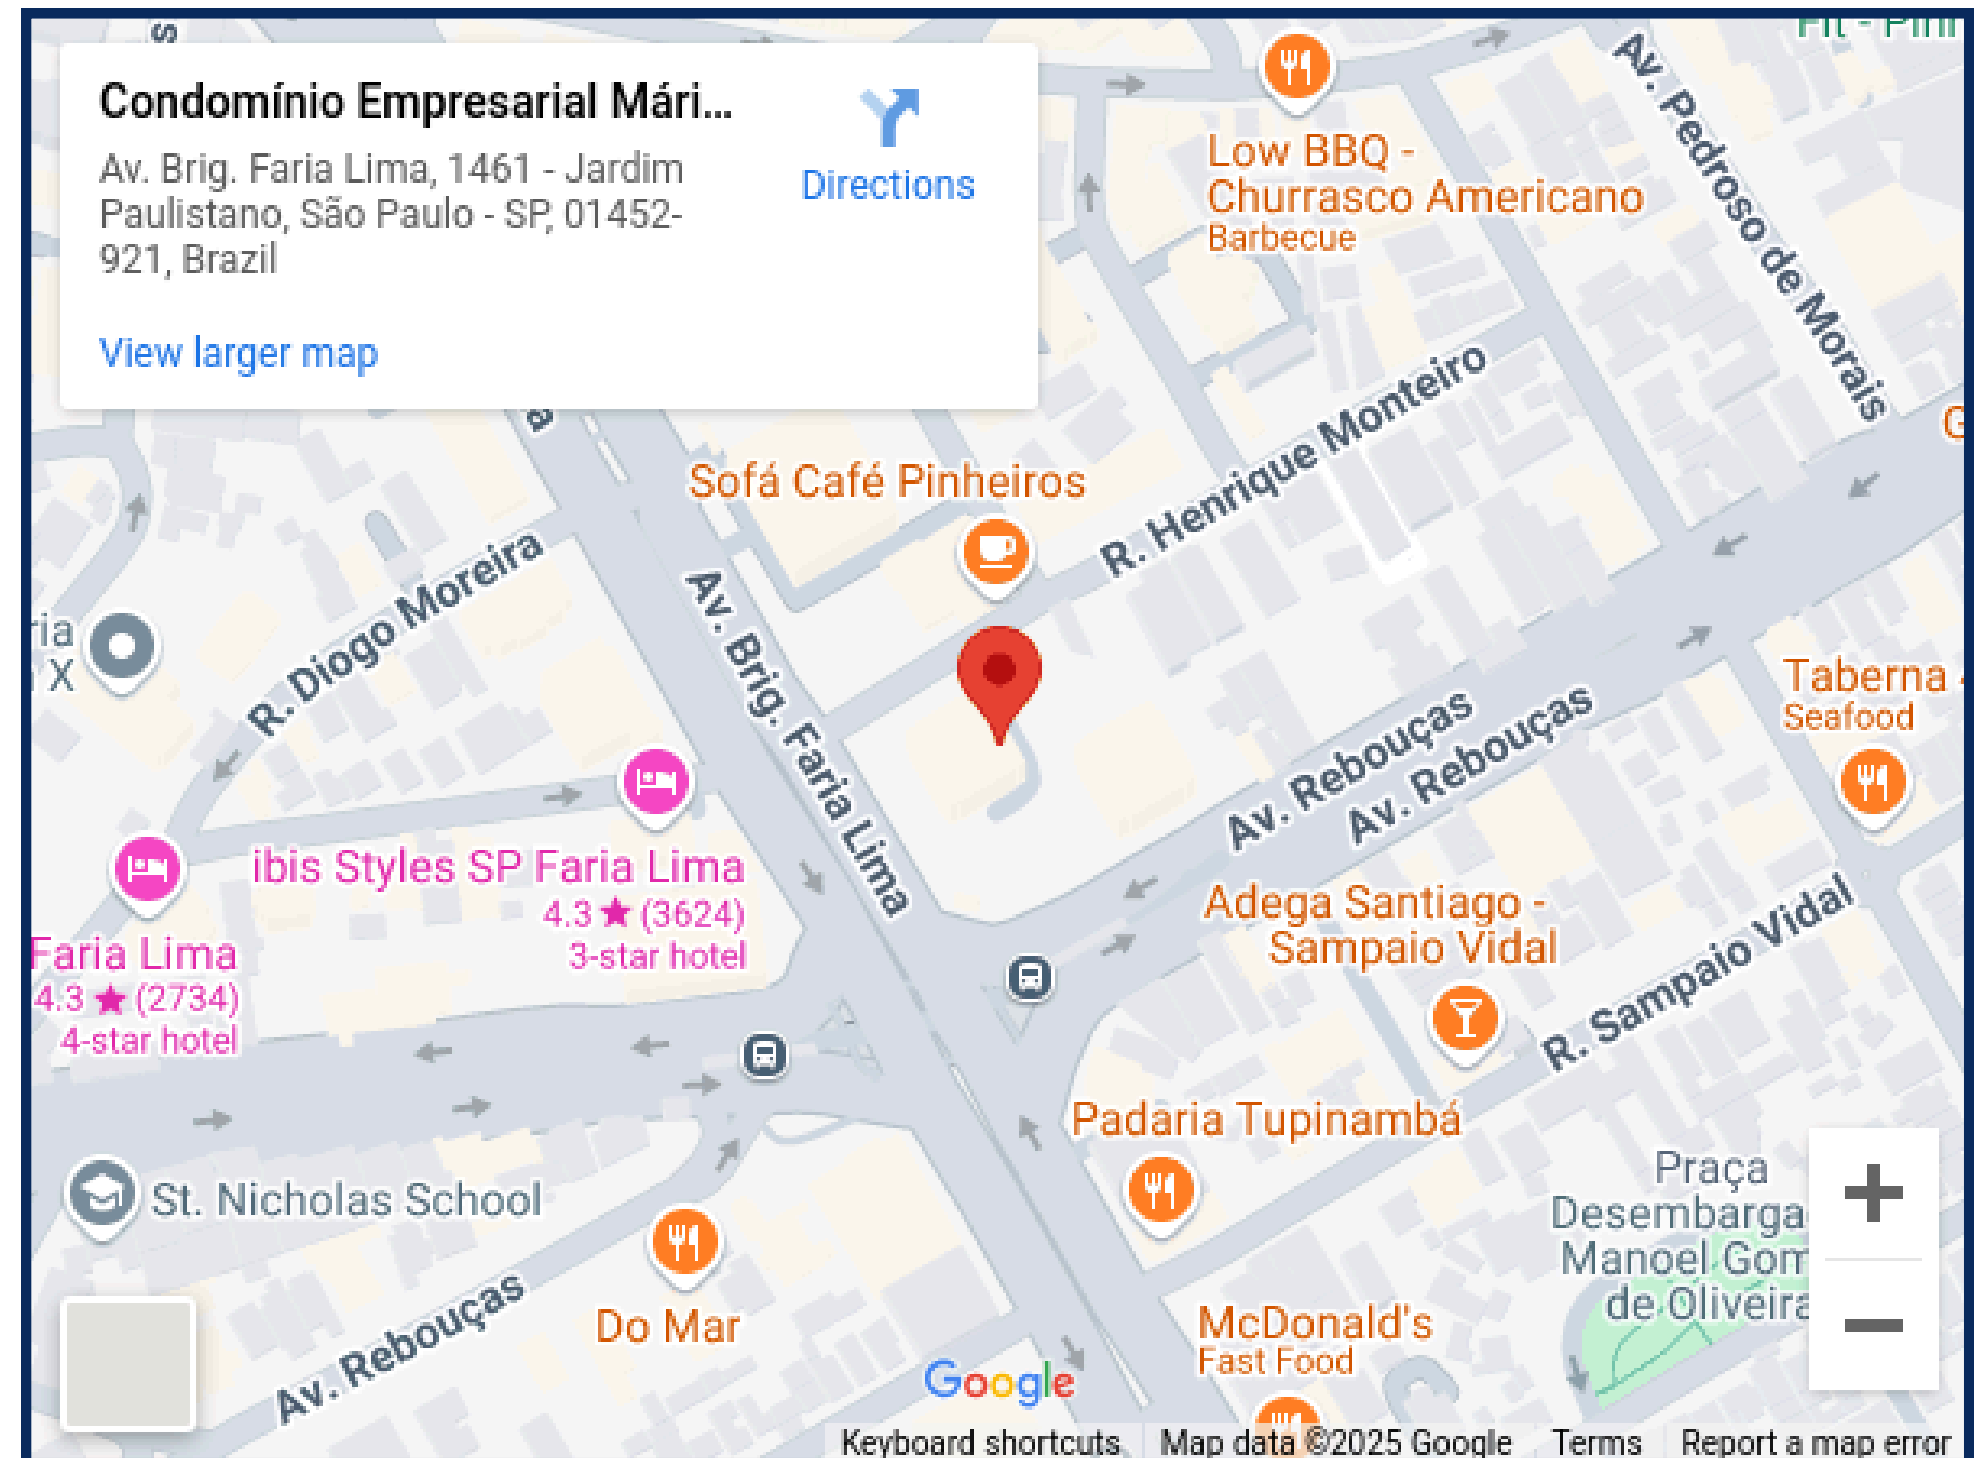 Condomínio Empresarial Mári...
Av. Brig. Faria Lima, 1461 - Jardim
Paulistano, São Paulo - SP, 01452-
921, Brazil
Directions
View larger map
Low BBQ -
Churrasco Americano
Barbecue
Av. Pedroso de Morais
R. Henrique Monteiro
Sofá Café Pinheiros
R. Diogo Moreira
Av. Brig. Faria Lima
Av. Rebouças
Av. Rebouças
Taberna
Seafood
ibis Styles SP Faria Lima
4.3 ★ (3624)
3-star hotel
Faria Lima
4.3 ★ (2734)
4-star hotel
Adega Santiago -
Sampaio Vidal
R. Sampaio Vidal
Padaria Tupinambá
St. Nicholas School
Praça
Desembarga
Manoel Gom
de Oliveira
Do Mar
Av. Rebouças
McDonald's
Fast Food
Google
Keyboard shortcuts
Map data ©2025 Google
Terms
Report a map error